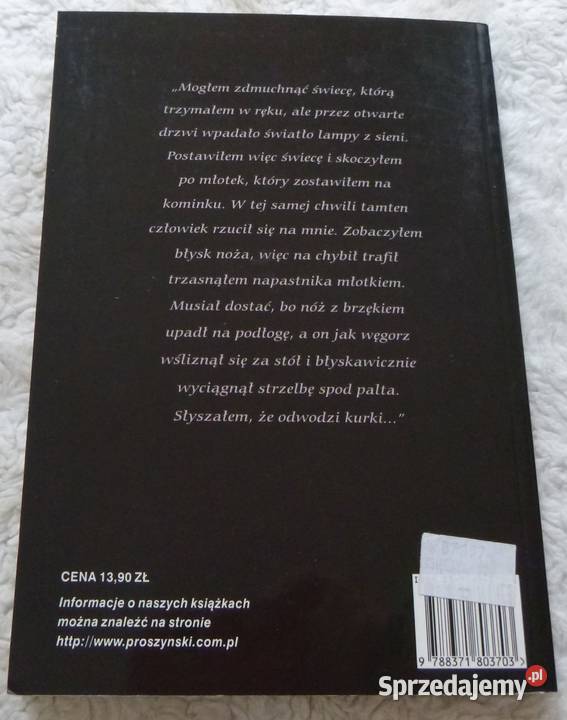 „Mogłem zdmuchnąć świecę, którą
trzymałem w ręku, ale przez otwarte
drzwi wpadało światło lampy z sieni.
Postawiłem więc świecę i skoczyłem
po młotek, który zostawiłem na
kominku. W tej samej chwili tamten
człowiek rzucił się na mnie. Zobaczyłem
błysk noża, więc na chybił trafił
trzasnąłem napastnika młotkiem.
Musiał dostać, bo nóż z brzękiem
upadł na podłogę, a on jak węgorz
wśliznął się za stół i błyskawicznie
wyciągnął strzelbę spod palta.
Słyszałem, że odwodzi kurki..."
CENA 13,90 ZŁ
Informacje o naszych książkach
można znaleźć na stronie
http://www.proszynski.com.pl
9 788371 803703
Sprzedajemy.pl